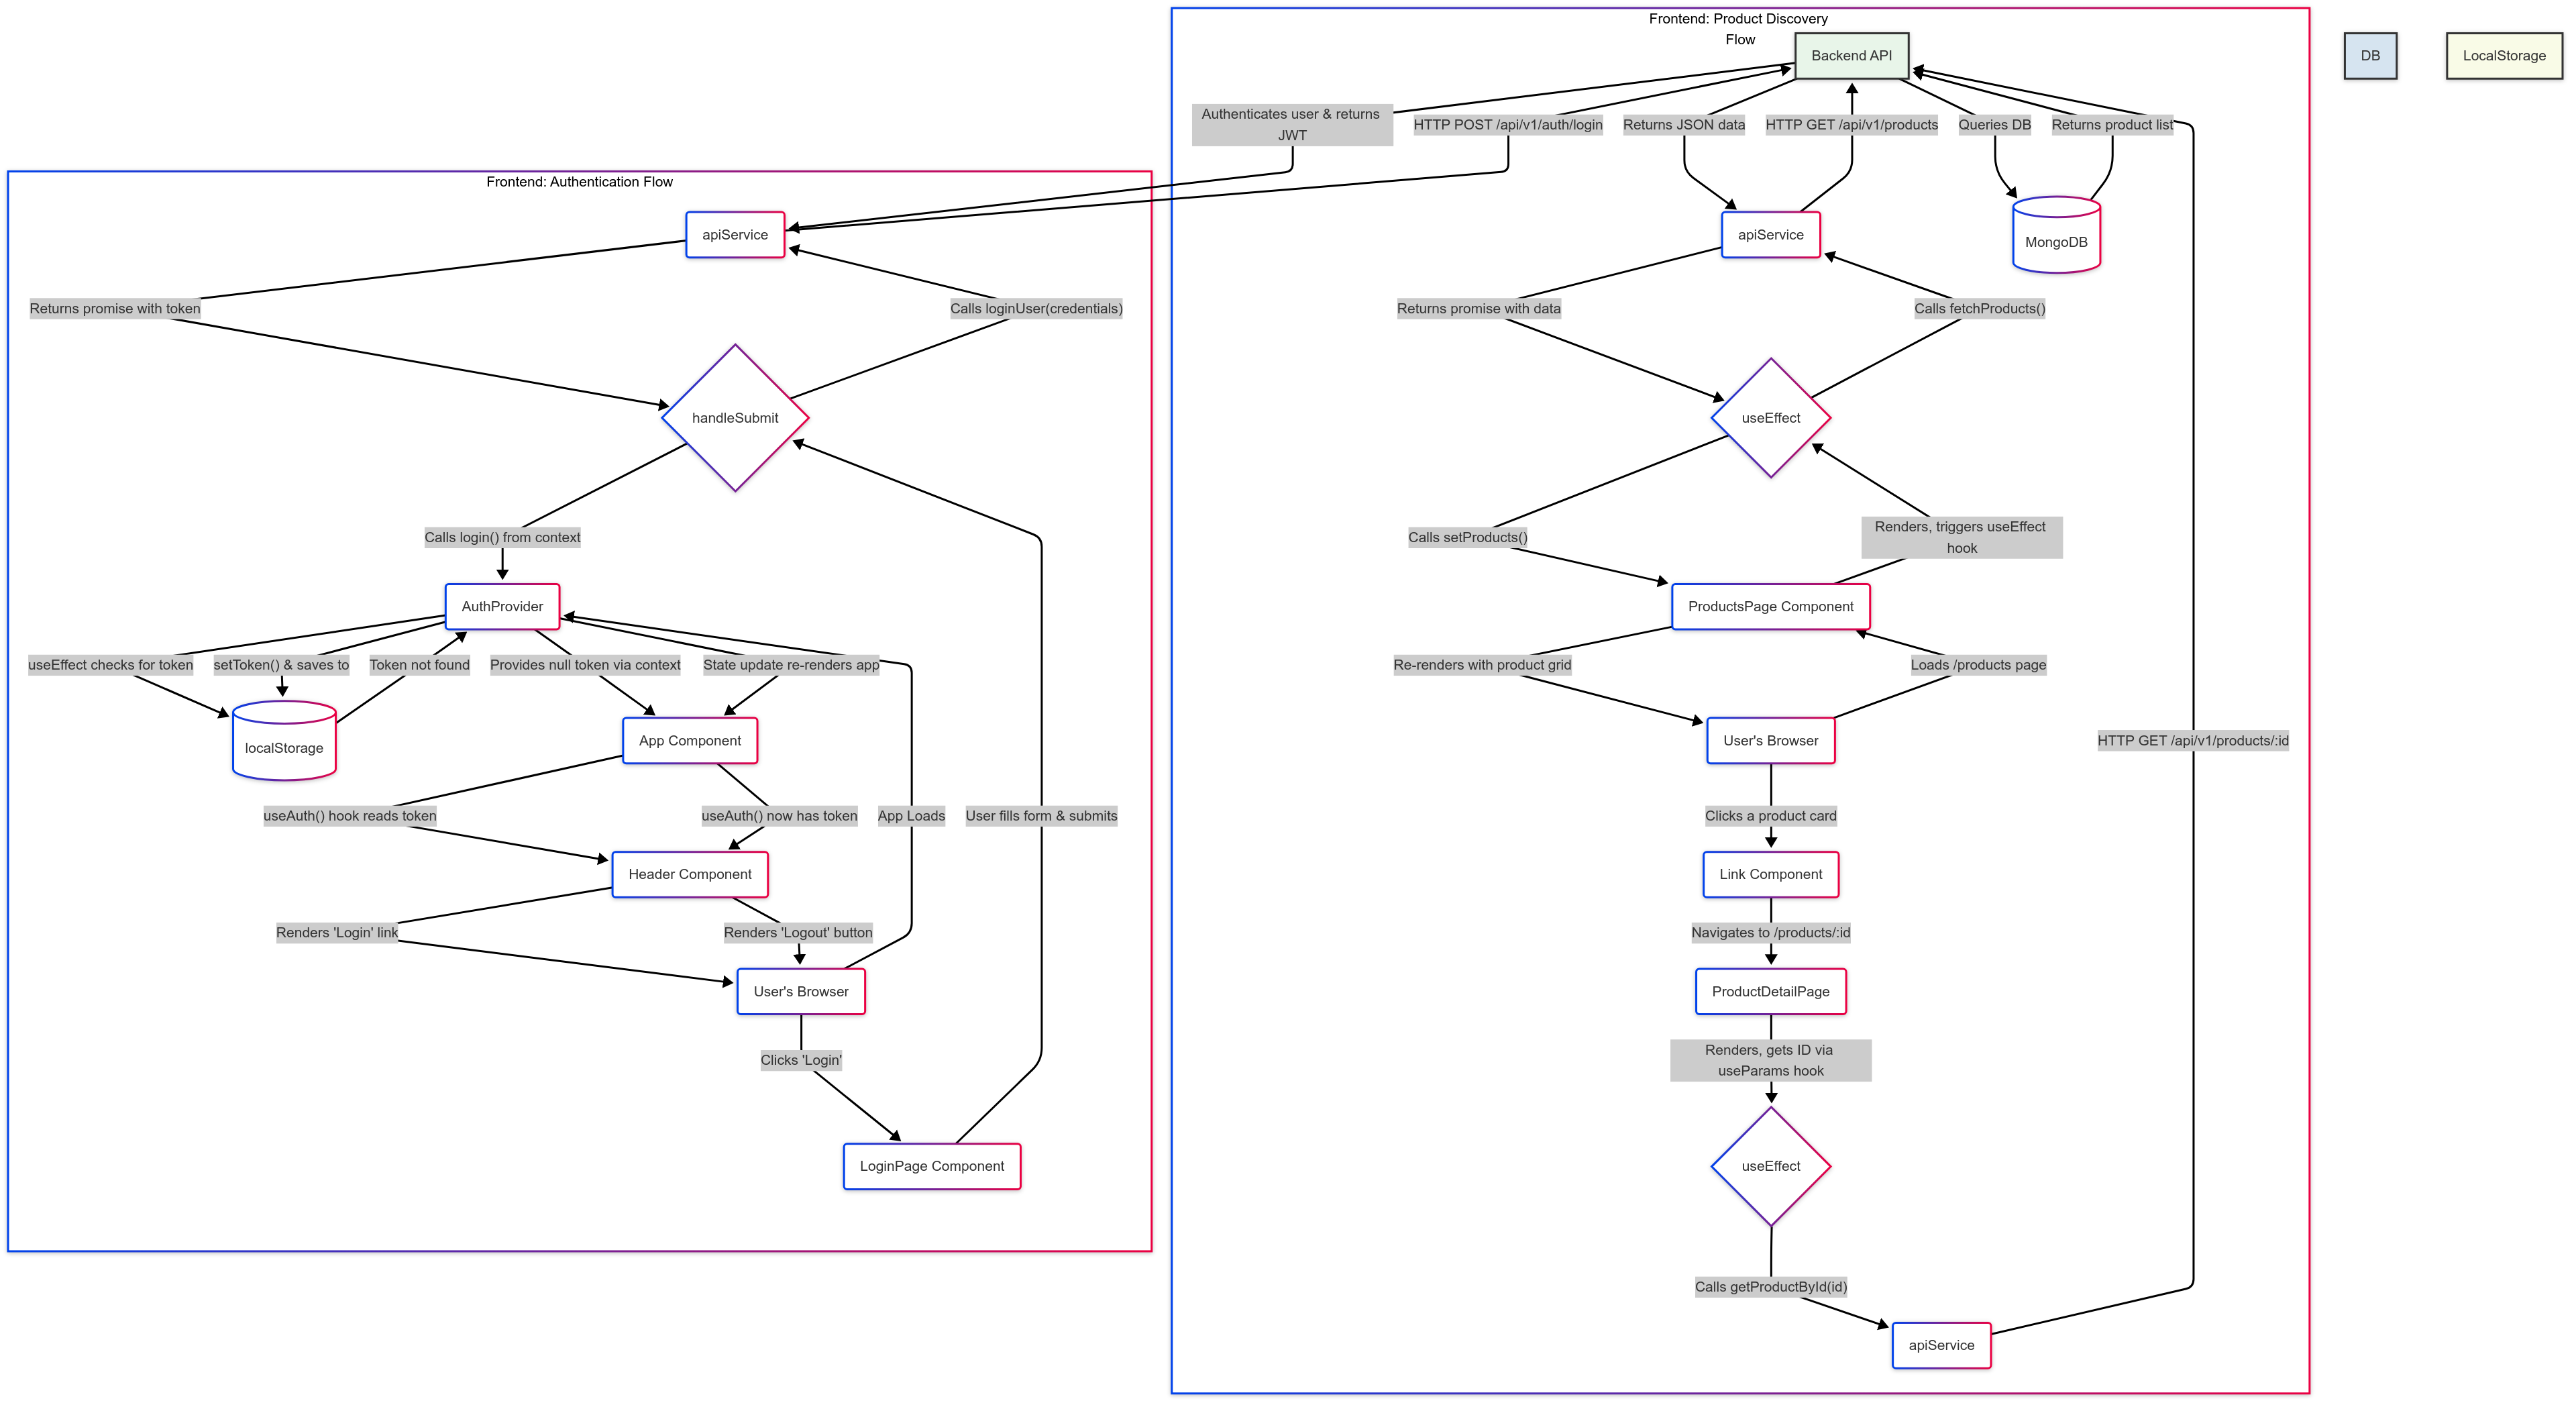 Frontend: Product Discovery
Flow
Backend API
DB
LocalStorage
Authenticates user & returns
JWT
HTTP POST /api/v1/auth/login
Returns JSON data
HTTP GET /api/v1/products
Queries DB
Returns product list
Frontend: Authentication Flow
apiService
apiService
MongoDB
Returns promise with token
Calls loginUser(credentials)
Returns promise with data
Calls fetchProducts()
handleSubmit
useEffect
Calls login() from context
Calls setProducts()
Renders, triggers useEffect
hook
AuthProvider
ProductsPage Component
useEffect checks for token
setToken() & saves to
Token not found
Provides null token via context
State update re-renders app
Re-renders with product grid
Loads /products page
localStorage
App Component
User's Browser
HTTP GET /api/v1/products/:id
useAuth() hook reads token
useAuth() now has token
App Loads
User fills form & submits
Clicks a product card
Header Component
Link Component
Renders 'Login' link
Renders 'Logout' button
Navigates to /products/:id
User's Browser
ProductDetailPage
Clicks 'Login'
Renders, gets ID via
useParams hook
LoginPage Component
useEffect
Calls getProductById(id)
apiService